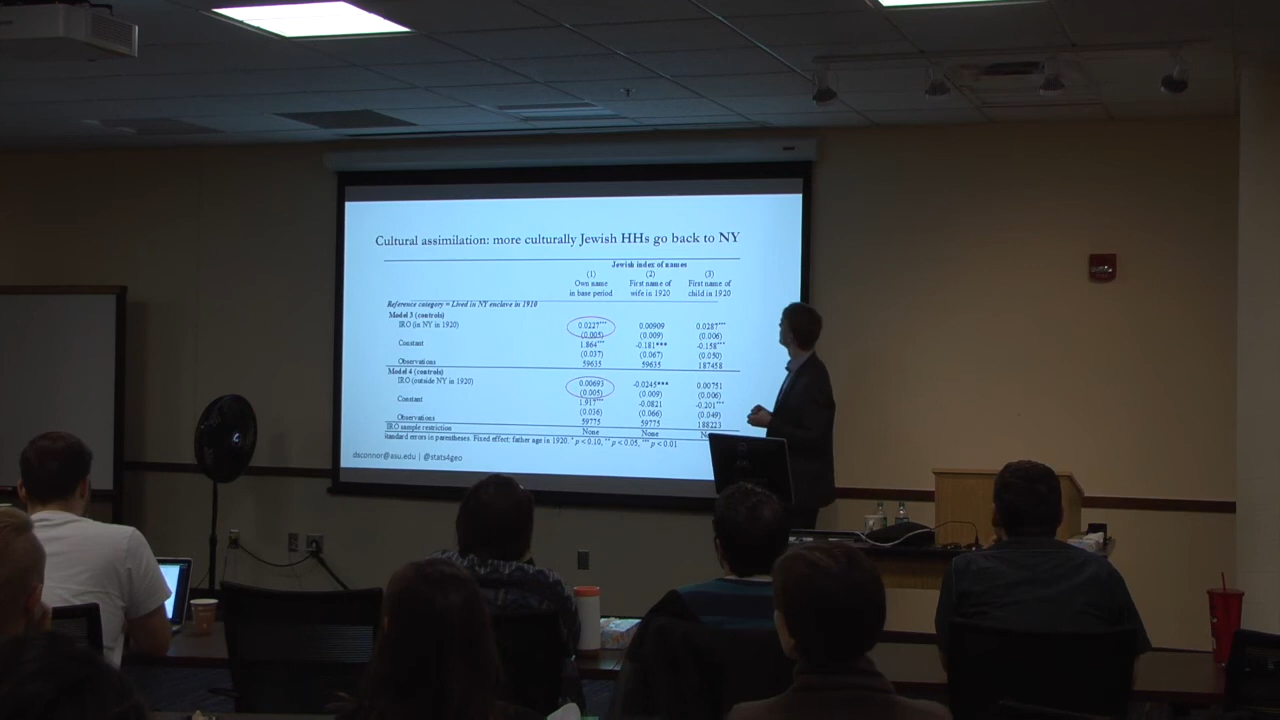 Cultural assimilation: more culturally Jewish HHs go back to NY
Jewish index of names
(1) (2) (3)
Own name First name of First name of
in base period wife in 1920 child in 1920
Reference category = Lived in NY enclave in 1910
Model 3 (controls)
IRO (in NY in 1920) 0.0227*** 0.00909 0.0287***
(0.005) (0.009) (0.006)
Constant 1.864*** -0.181*** -0.158***
(0.037) (0.067) (0.050)
Observations 59635 59635 187458
Model 4 (controls)
IRO (outside NY in 1920) 0.00693 -0.0245*** 0.00751
(0.005) (0.009) (0.006)
Constant 1.917*** -0.0821 -0.201***
(0.036) (0.066) (0.049)
Observations 59775 59775 188223
IRO sample restriction None None
Standard errors in parentheses. Fixed effect: father age in 1920. * p < 0.10, ** p < 0.05, *** p < 0.01
dsconnor@asu.edu | @stats4geo